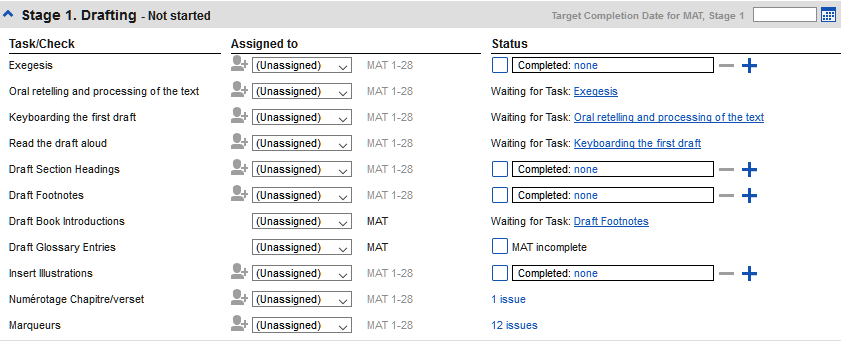 Stage 1. Drafting - Not started Target Completion Date for MAT, Stage 1
Task/Check Assigned to Status
Exegesis (Unassigned) MAT 1-28 Completed: none
Oral retelling and processing of the text (Unassigned) MAT 1-28 Waiting for Task: Exegesis
Keyboarding the first draft (Unassigned) MAT 1-28 Waiting for Task: Oral retelling and processing of the text
Read the draft aloud (Unassigned) MAT 1-28 Waiting for Task: Keyboarding the first draft
Draft Section Headings (Unassigned) MAT 1-28 Completed: none
Draft Footnotes (Unassigned) MAT 1-28 Completed: none
Draft Book Introductions (Unassigned) MAT Waiting for Task: Draft Footnotes
Draft Glossary Entries (Unassigned) MAT MAT incomplete
Insert Illustrations (Unassigned) MAT 1-28 Completed: none
Numérotage Chapitre/verset (Unassigned) MAT 1-28 1 issue
Marqueurs (Unassigned) MAT 1-28 12 issues